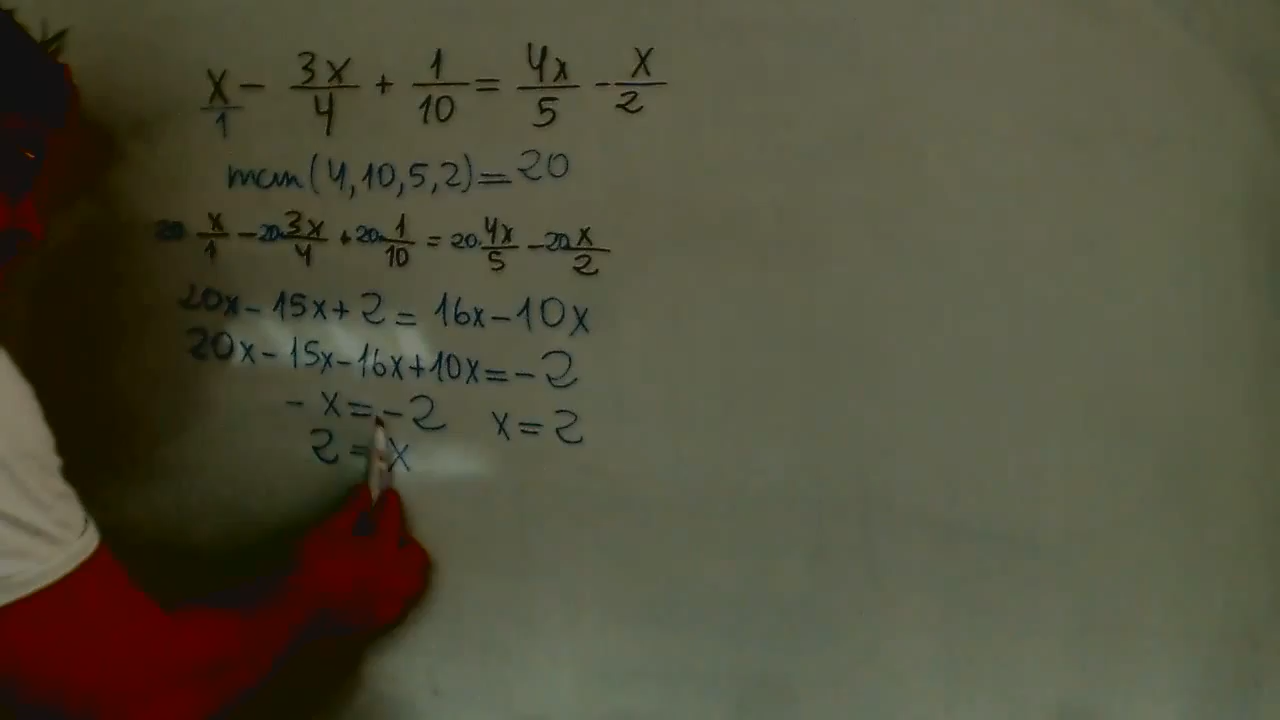 x/1 - 3x/4 + 1/10 = 4x/5 - x/2
mcm(4,10,5,2)=20
20 x/1 - 20·3x/4 + 20·1/10 = 20·4x/5 - 20 x/2
20x - 15x + 2 = 16x - 10x
20x - 15x - 16x + 10x = -2
- x = -2 x = 2
2 = x